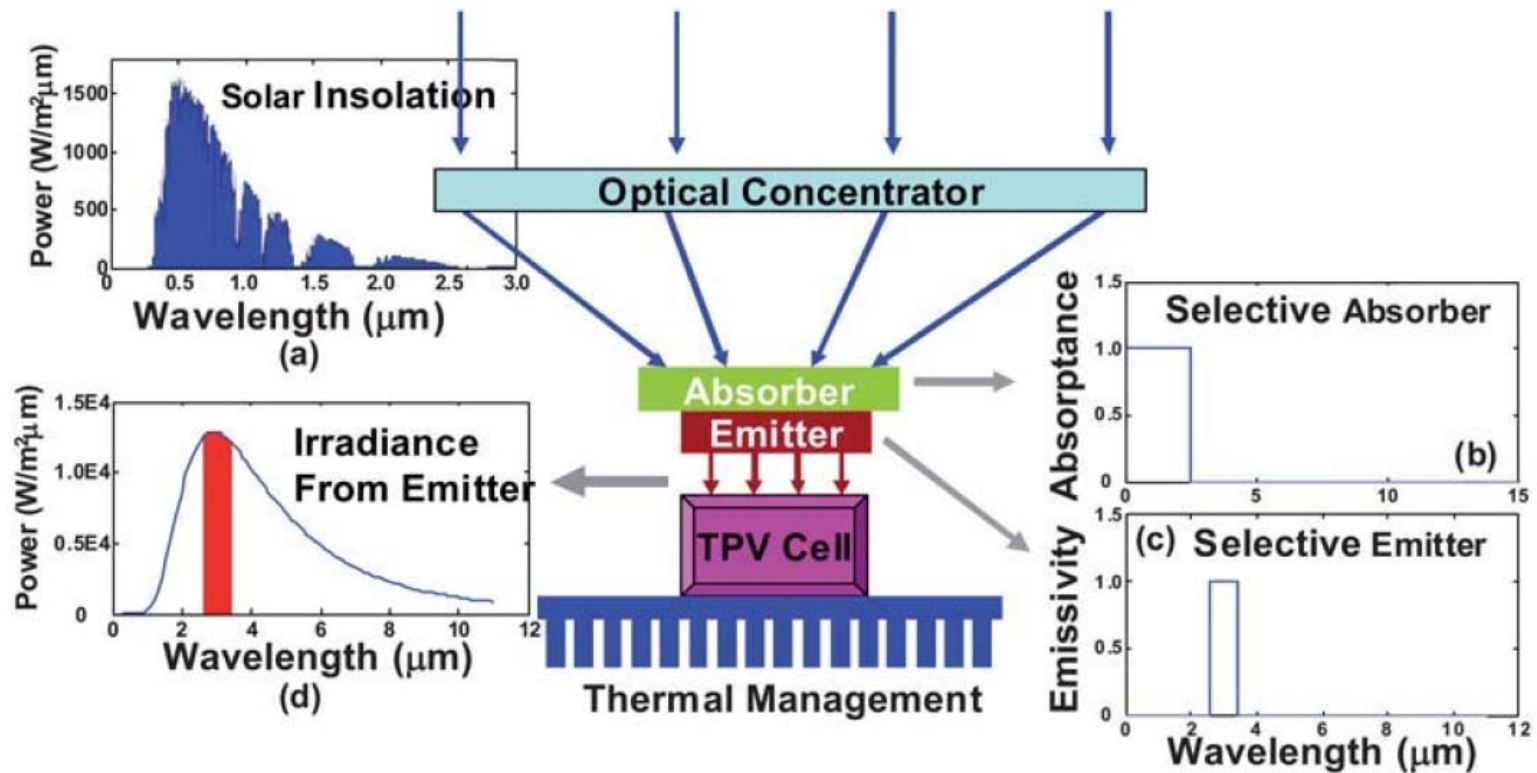 Solar Insolation
Power (W/m²μm)
1500
1000
500
0
0 0.5 1.0 1.5 2.0 2.5 3.0
Wavelength (μm)
(a)
Optical Concentrator
Absorber
Emitter
TPV Cell
Thermal Management
Selective Absorber
Absorptance
1.5
1.0
0.5
0
0 5 10 15
(b)
(c) Selective Emitter
Emissivity
1.5
1.0
0.5
0
0 2 4 6 8 10 12
Wavelength (μm)
Irradiance
From Emitter
Power (W/m²μm)
1.5E4
1.0E4
0.5E4
0
0 2 4 6 8 10 12
Wavelength (μm)
(d)